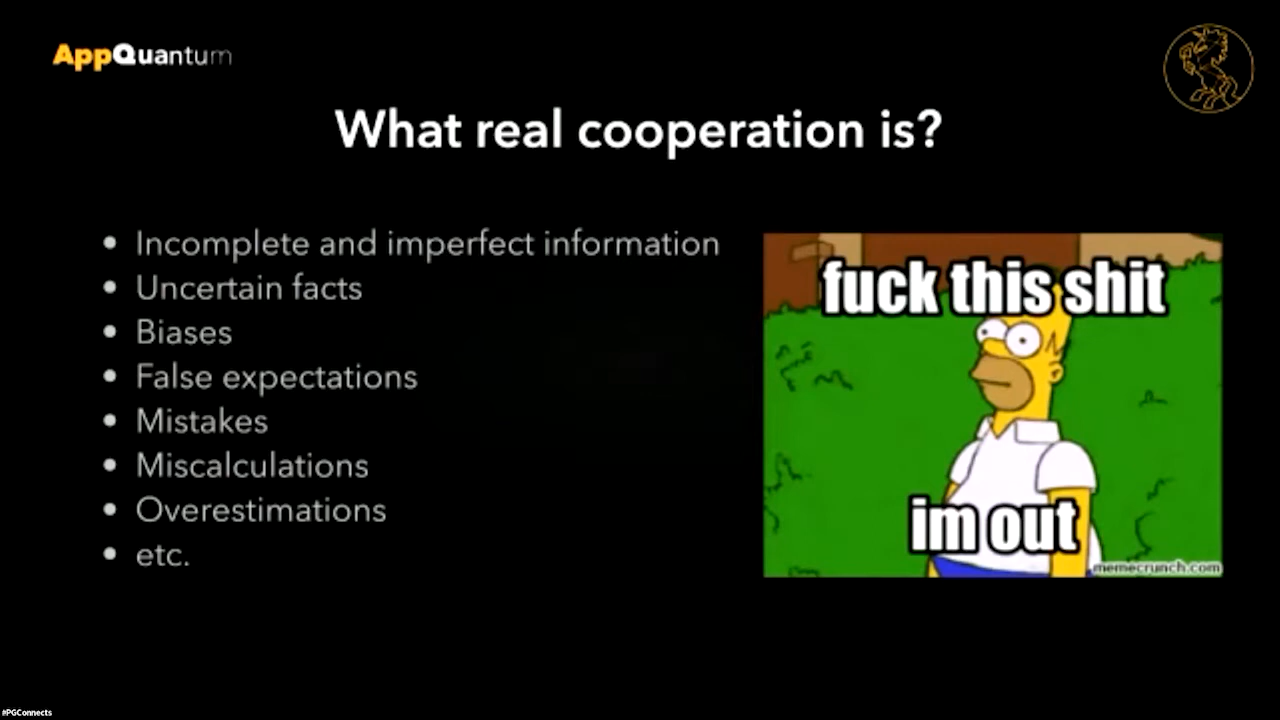 AppQuantum
What real cooperation is?
• Incomplete and imperfect information
• Uncertain facts
• Biases
• False expectations
• Mistakes
• Miscalculations
• Overestimations
• etc.
fuck this shit
im out
memecrunch.com
#PGConnects